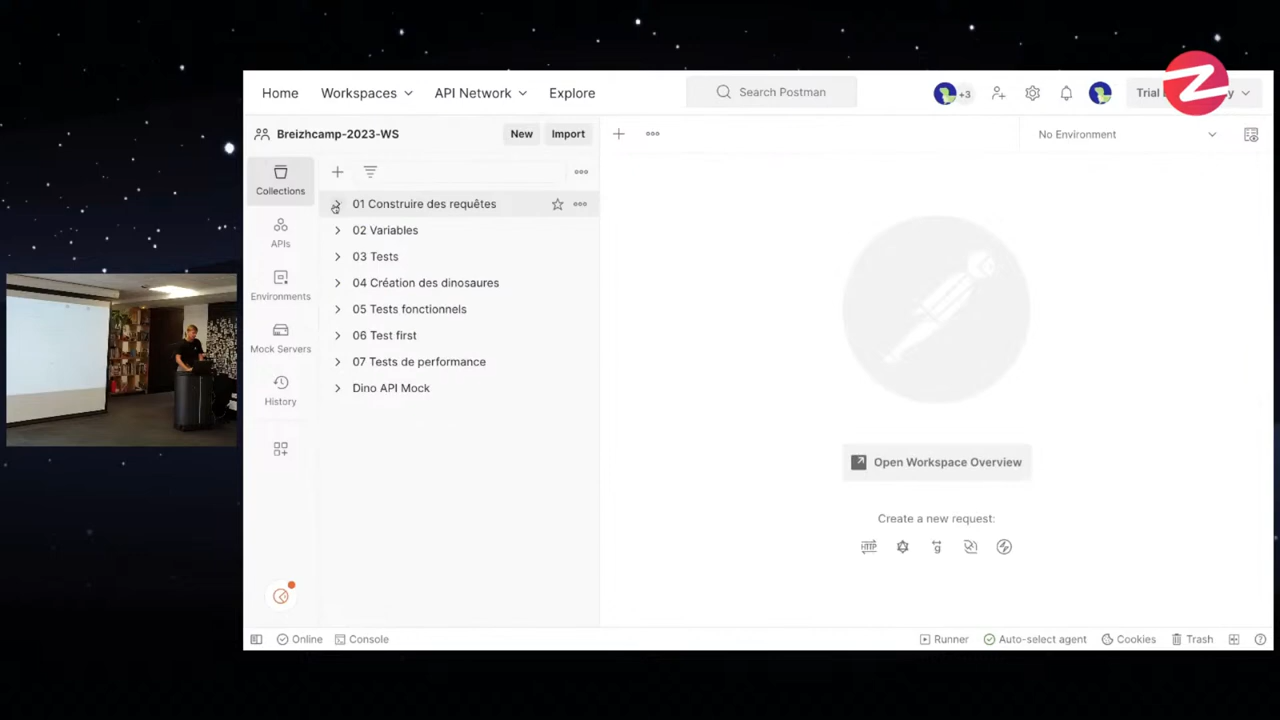 Home
Workspaces
API Network
Explore
Search Postman
+3
Trial
y
Breizhcamp-2023-WS
New
Import
No Environment
Collections
APIs
Environments
Mock Servers
History
01 Construire des requêtes
02 Variables
03 Tests
04 Création des dinosaures
05 Tests fonctionnels
06 Test first
07 Tests de performance
Dino API Mock
Open Workspace Overview
Create a new request:
HTTP
Online
Console
Runner
Auto-select agent
Cookies
Trash